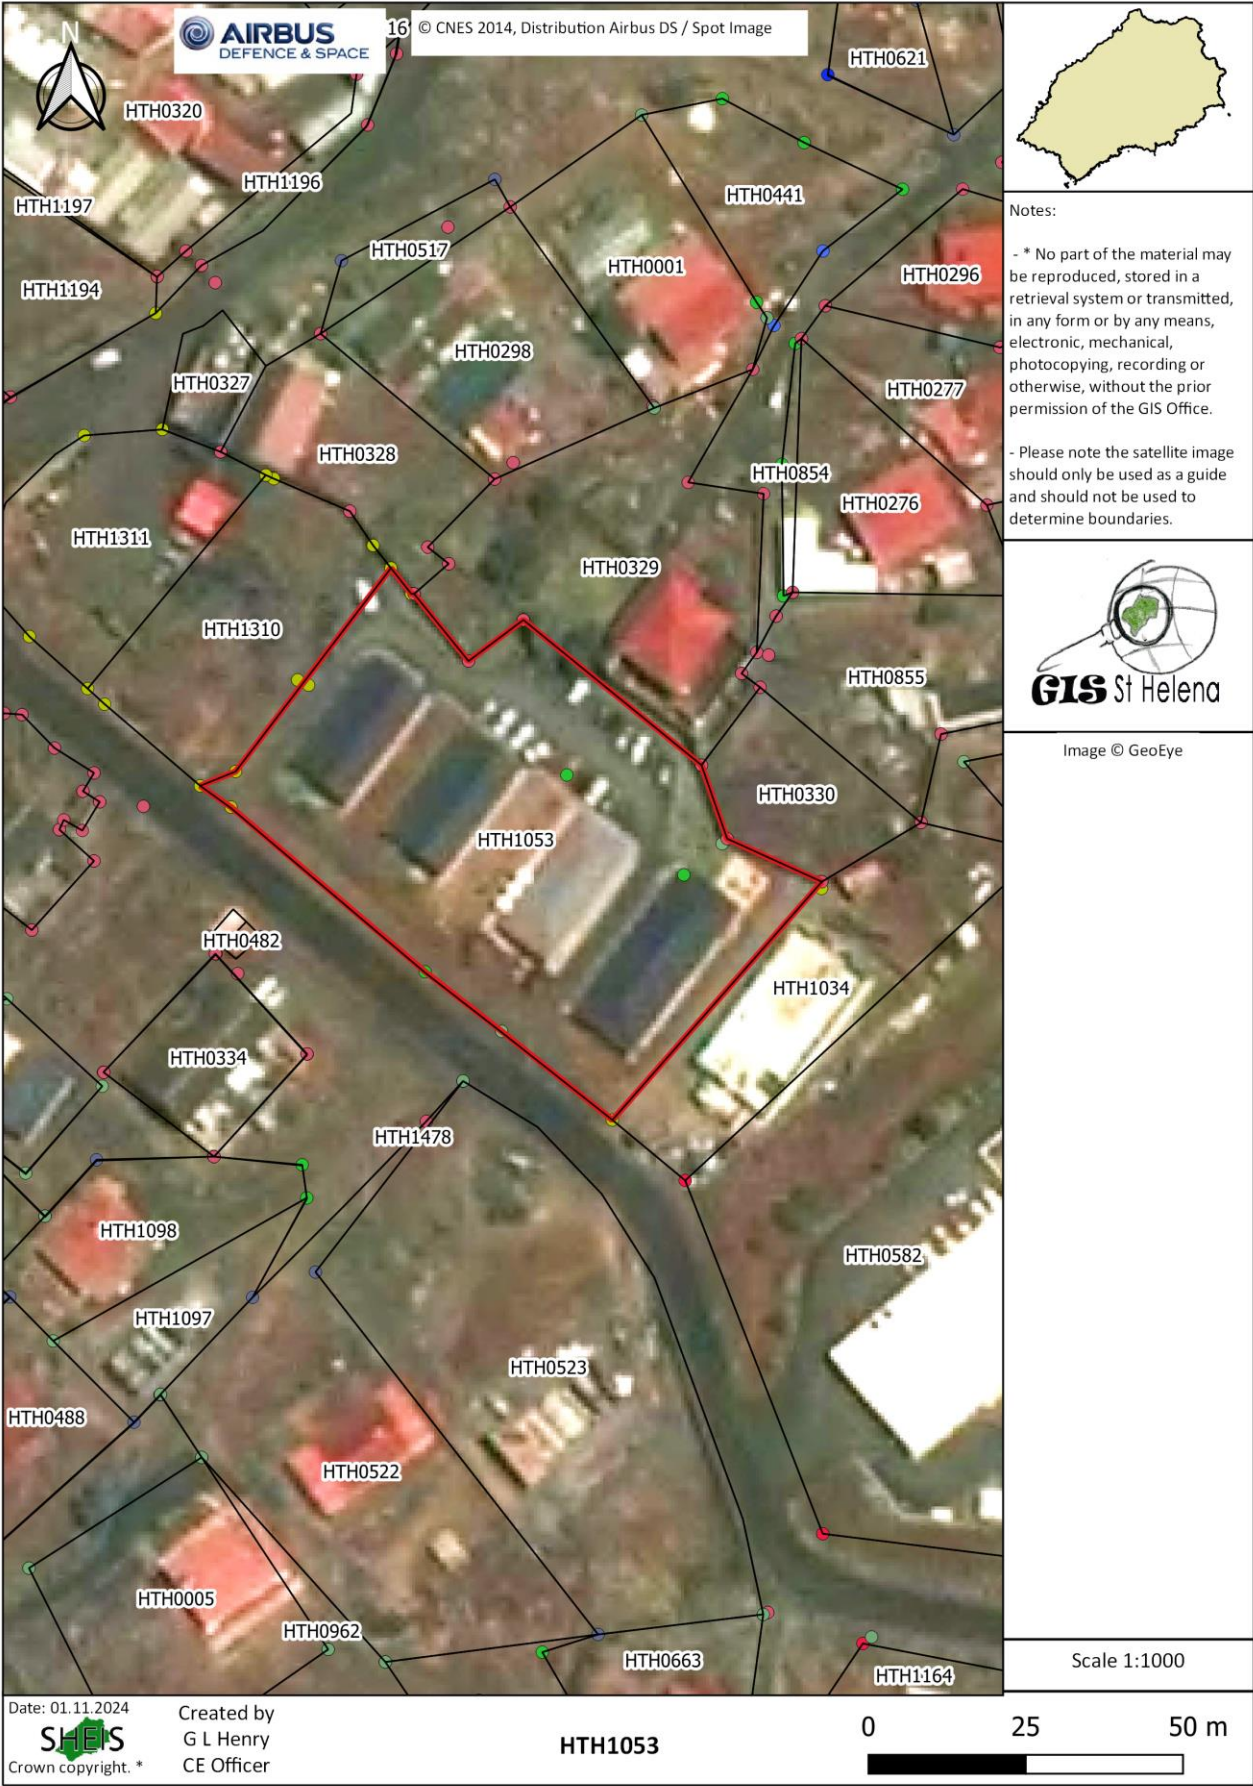 N
AIRBUS
DEFENCE & SPACE
16
© CNES 2014, Distribution Airbus DS / Spot Image
HTH0621
HTH0320
HTH1196
HTH1197
HTH0441
HTH0517
HTH0001
HTH0296
HTH1194
HTH0298
HTH0327
HTH0277
HTH0328
HTH0854
HTH0276
HTH1311
HTH0329
HTH1310
HTH0855
HTH0330
HTH1053
HTH0482
HTH1034
HTH0334
HTH1478
HTH1098
HTH0582
HTH1097
HTH0523
HTH0488
HTH0522
HTH0005
HTH0962
HTH0663
HTH1164
Notes:
- * No part of the material may
be reproduced, stored in a
retrieval system or transmitted,
in any form or by any means,
electronic, mechanical,
photocopying, recording or
otherwise, without the prior
permission of the GIS Office.
- Please note the satellite image
should only be used as a guide
and should not be used to
determine boundaries.
GIS St Helena
Image © GeoEye
Scale 1:1000
Date: 01.11.2024
SHEIS
Crown copyright. *
Created by
G L Henry
CE Officer
HTH1053
0 25 50 m